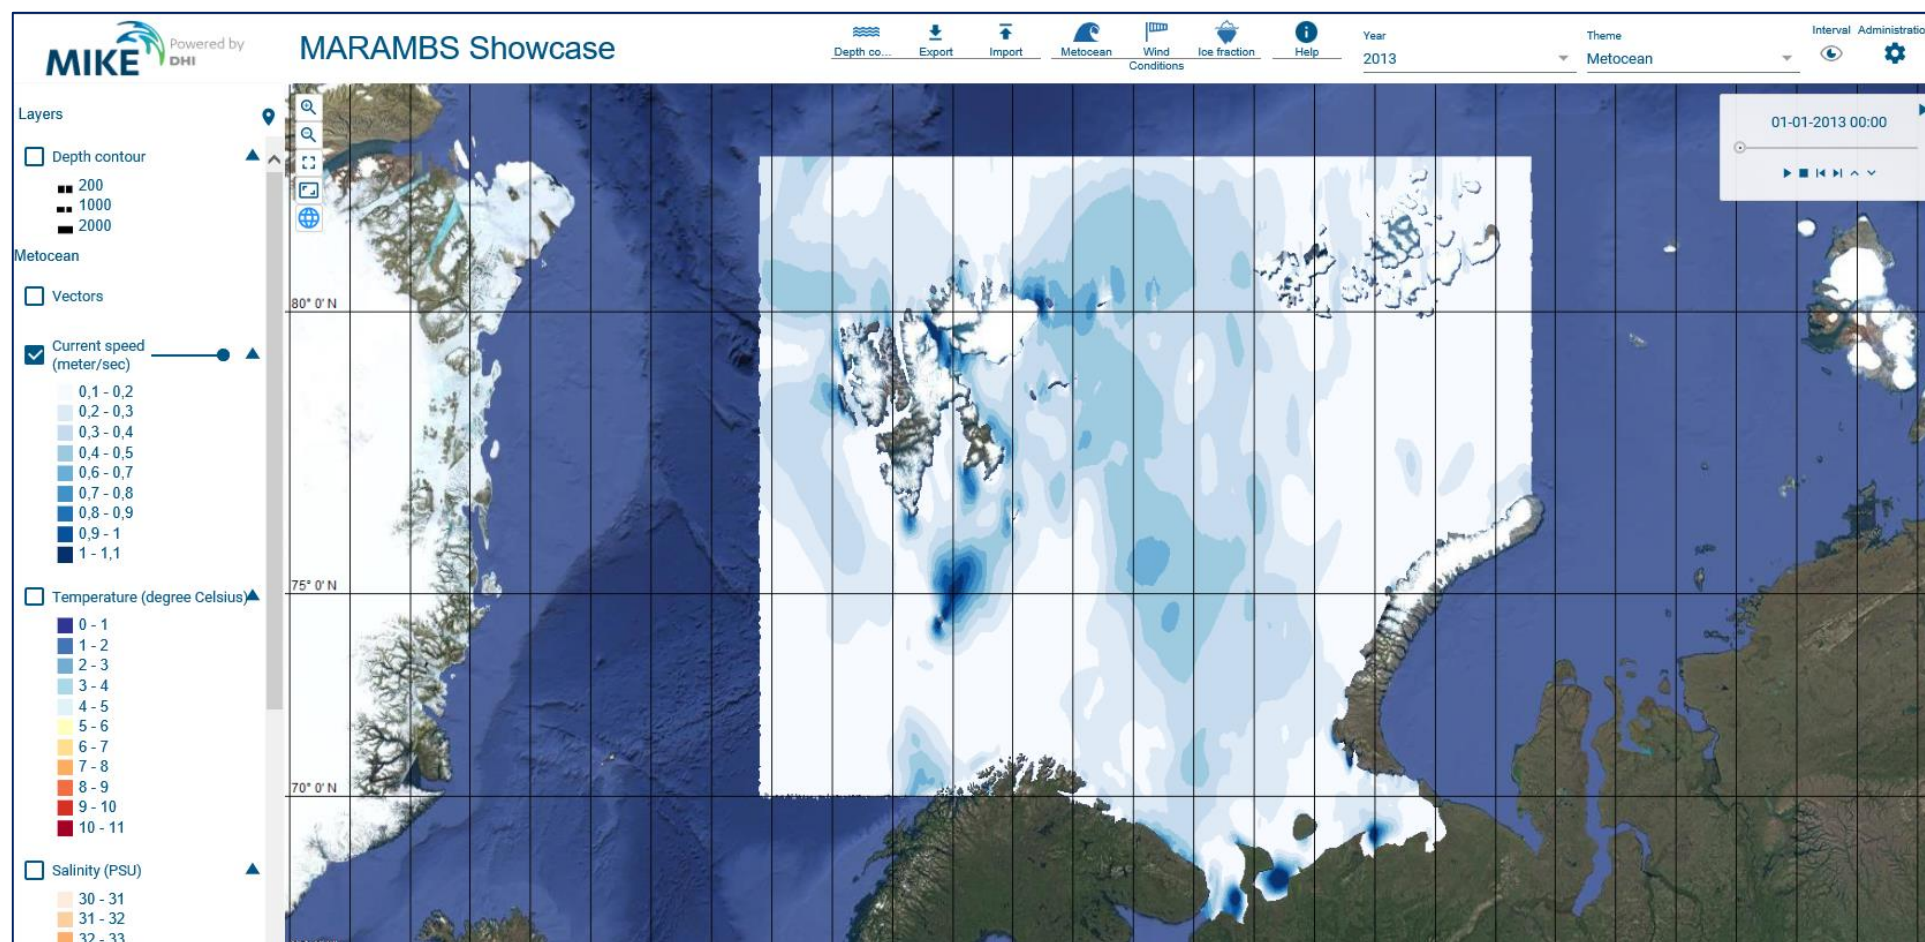 MIKE Powered by DHI
MARAMBS Showcase
Depth co...
Export
Import
Metocean
Wind
Ice fraction
Conditions
Help
Year
2013
Theme
Metocean
Interval
Administratio
Layers
Depth contour
200
1000
2000
Metocean
Vectors
Current speed
(meter/sec)
0,1 - 0,2
0,2 - 0,3
0,3 - 0,4
0,4 - 0,5
0,6 - 0,7
0,7 - 0,8
0,8 - 0,9
0,9 - 1
1 - 1,1
Temperature (degree Celsius)
0 - 1
1 - 2
2 - 3
3 - 4
4 - 5
5 - 6
6 - 7
7 - 8
8 - 9
9 - 10
10 - 11
Salinity (PSU)
30 - 31
31 - 32
32 - 33
80° 0' N
75° 0' N
70° 0' N
01-01-2013 00:00